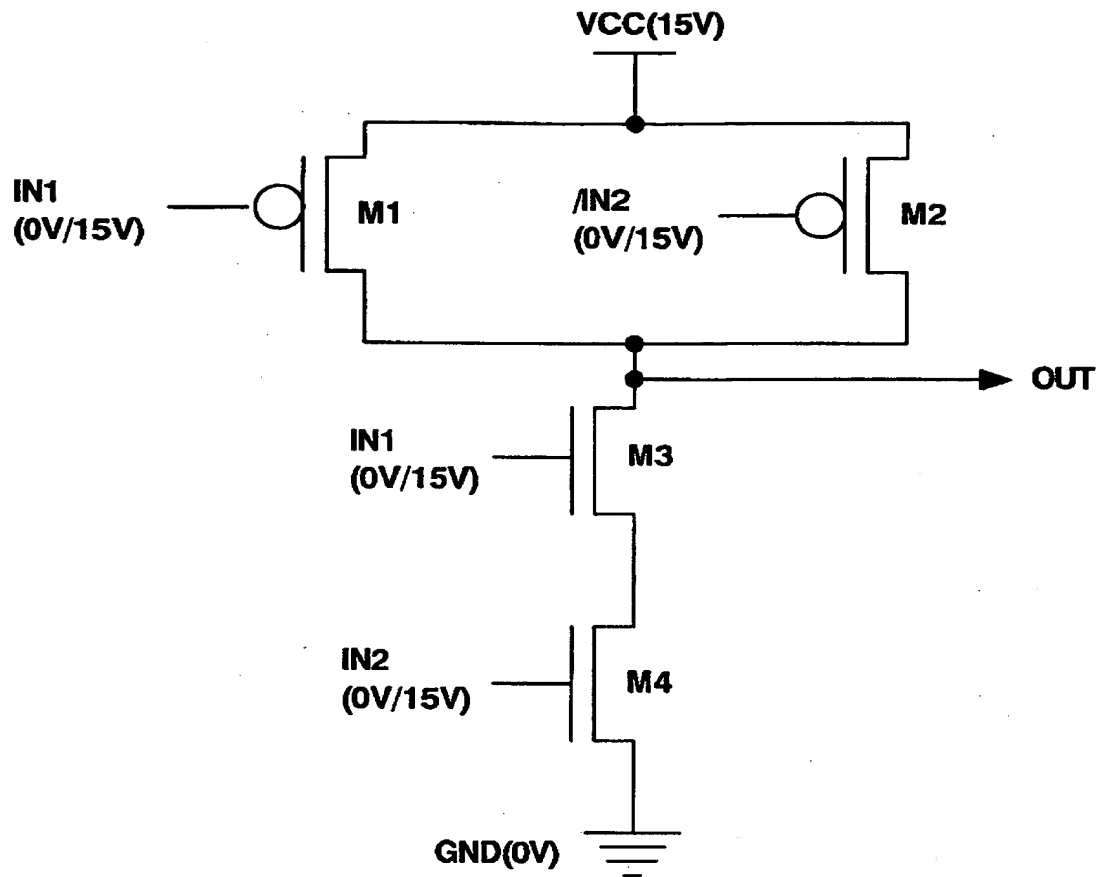 VCC(15V)
IN1
(0V/15V)
M1
/IN2
(0V/15V)
M2
OUT
IN1
(0V/15V)
M3
IN2
(0V/15V)
M4
GND(0V)